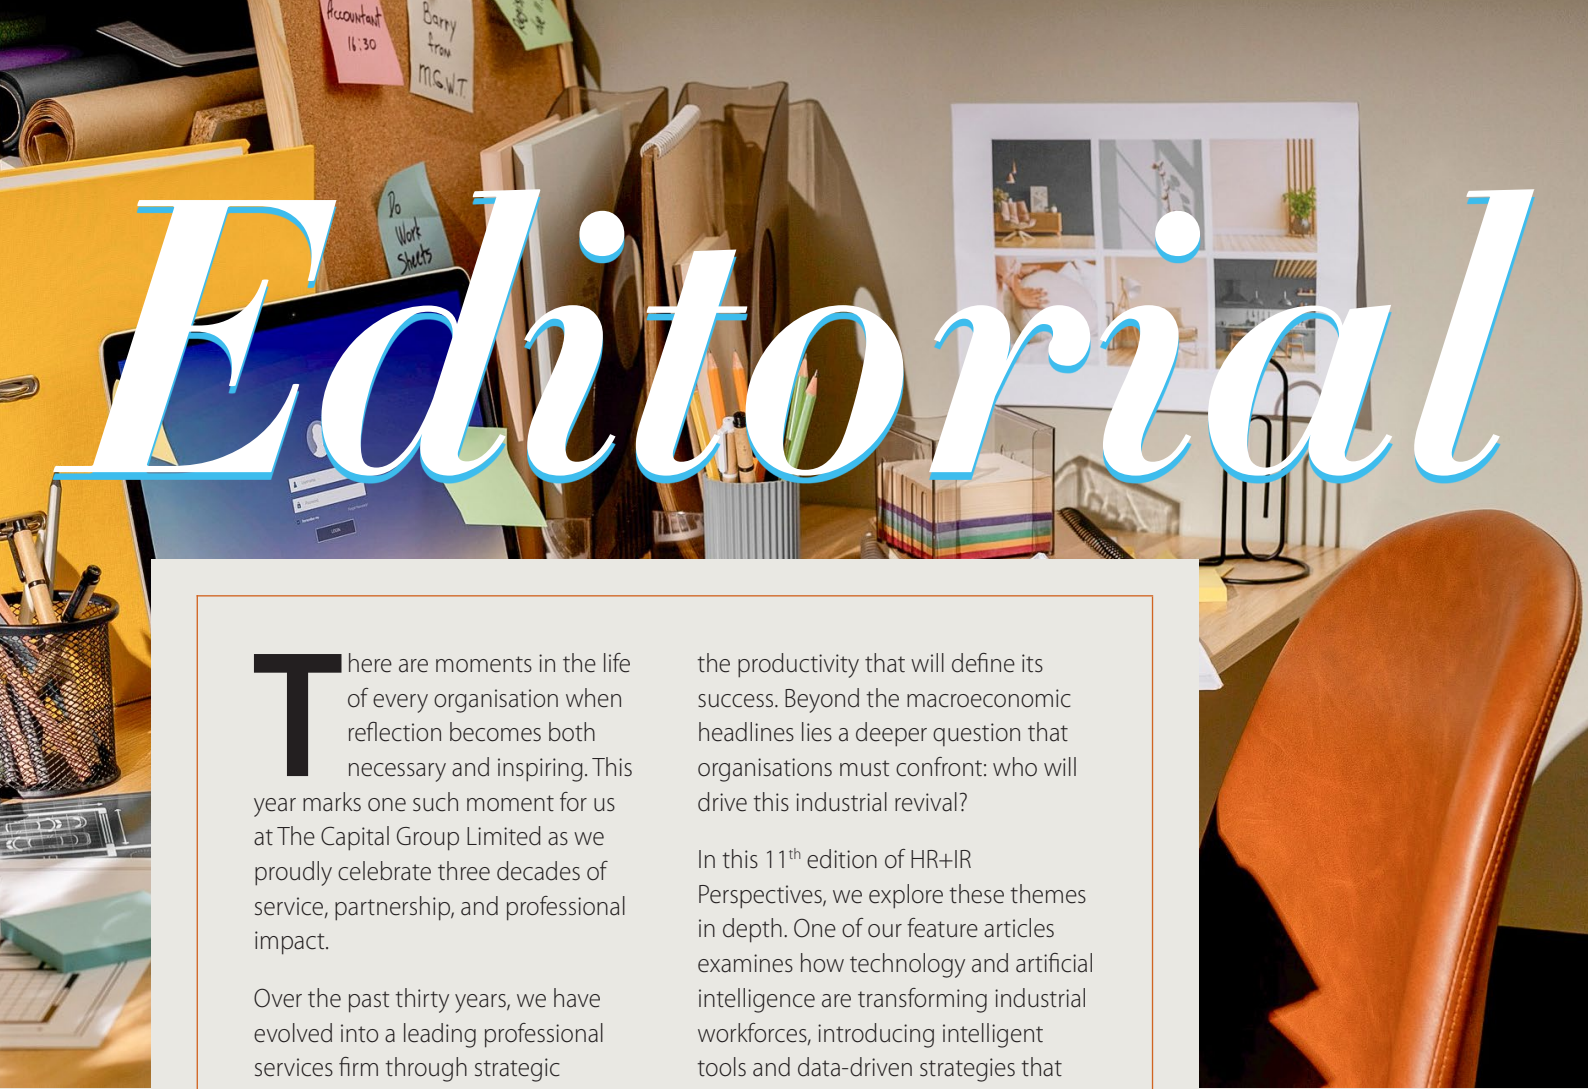 Accountant
16:30
Barry
from
M.G.W.T.
Do
Work
Sheets
Editorial
There are moments in the life
of every organisation when
reflection becomes both
necessary and inspiring. This
year marks one such moment for us
at The Capital Group Limited as we
proudly celebrate three decades of
service, partnership, and professional
impact.
Over the past thirty years, we have
evolved into a leading professional
services firm through strategic
the productivity that will define its
success. Beyond the macroeconomic
headlines lies a deeper question that
organisations must confront: who will
drive this industrial revival?
In this 11th edition of HR+IR
Perspectives, we explore these themes
in depth. One of our feature articles
examines how technology and artificial
intelligence are transforming industrial
workforces, introducing intelligent
tools and data-driven strategies that